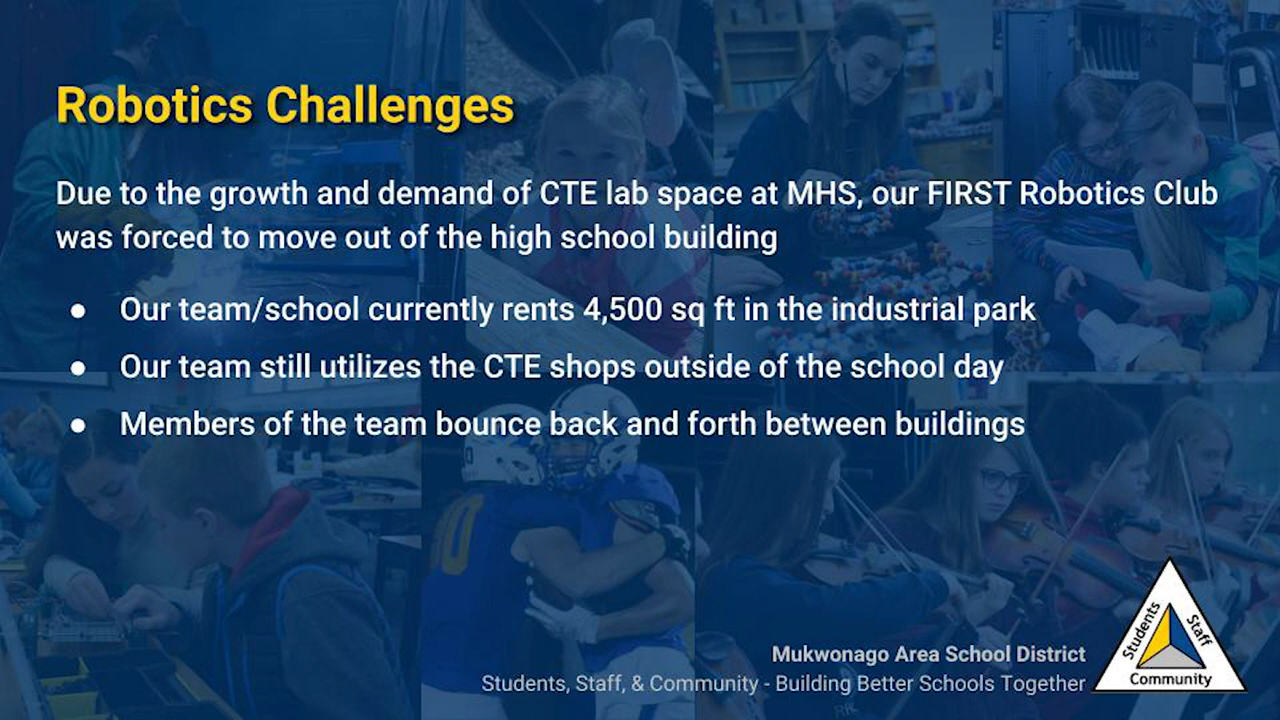 Robotics Challenges
Due to the growth and demand of CTE lab space at MHS, our FIRST Robotics Club
was forced to move out of the high school building
● Our team/school currently rents 4,500 sq ft in the industrial park
● Our team still utilizes the CTE shops outside of the school day
● Members of the team bounce back and forth between buildings
Mukwonago Area School District
Students, Staff, & Community - Building Better Schools Together
Students
Staff
Community